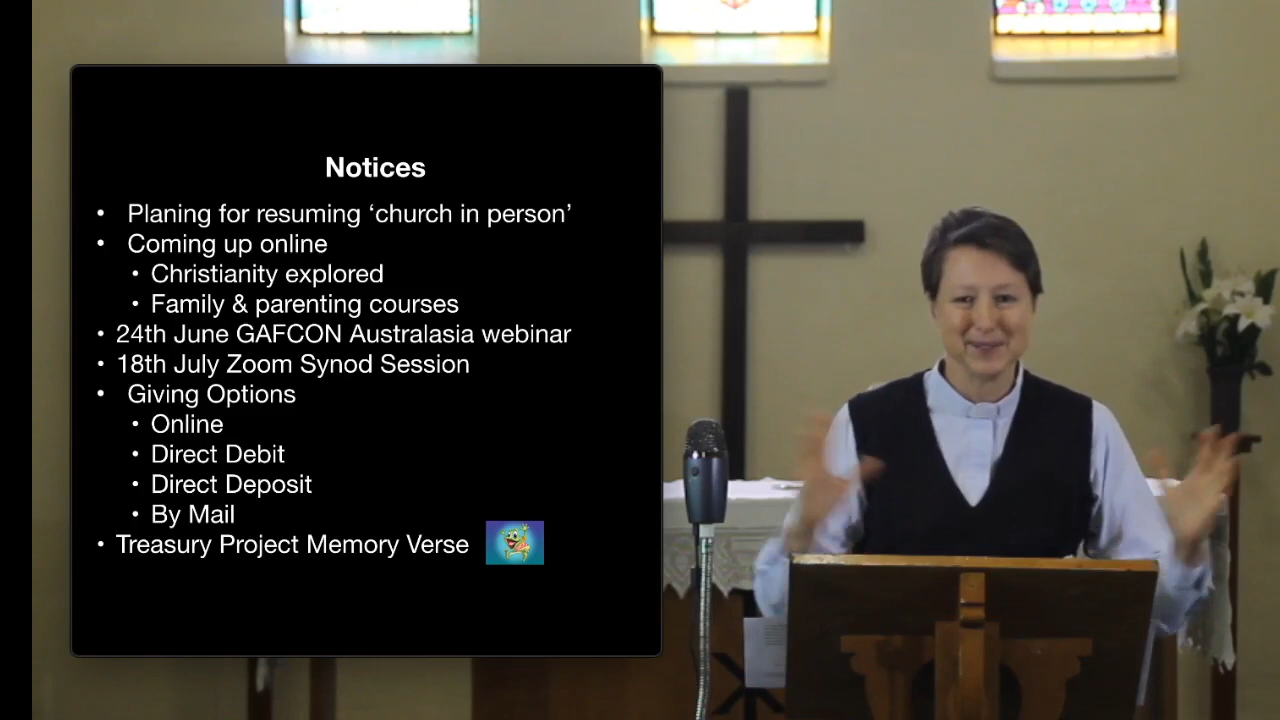 Notices
• Planing for resuming ‘church in person’
• Coming up online
• Christianity explored
• Family & parenting courses
• 24th June GAFCON Australasia webinar
• 18th July Zoom Synod Session
• Giving Options
• Online
• Direct Debit
• Direct Deposit
• By Mail
• Treasury Project Memory Verse